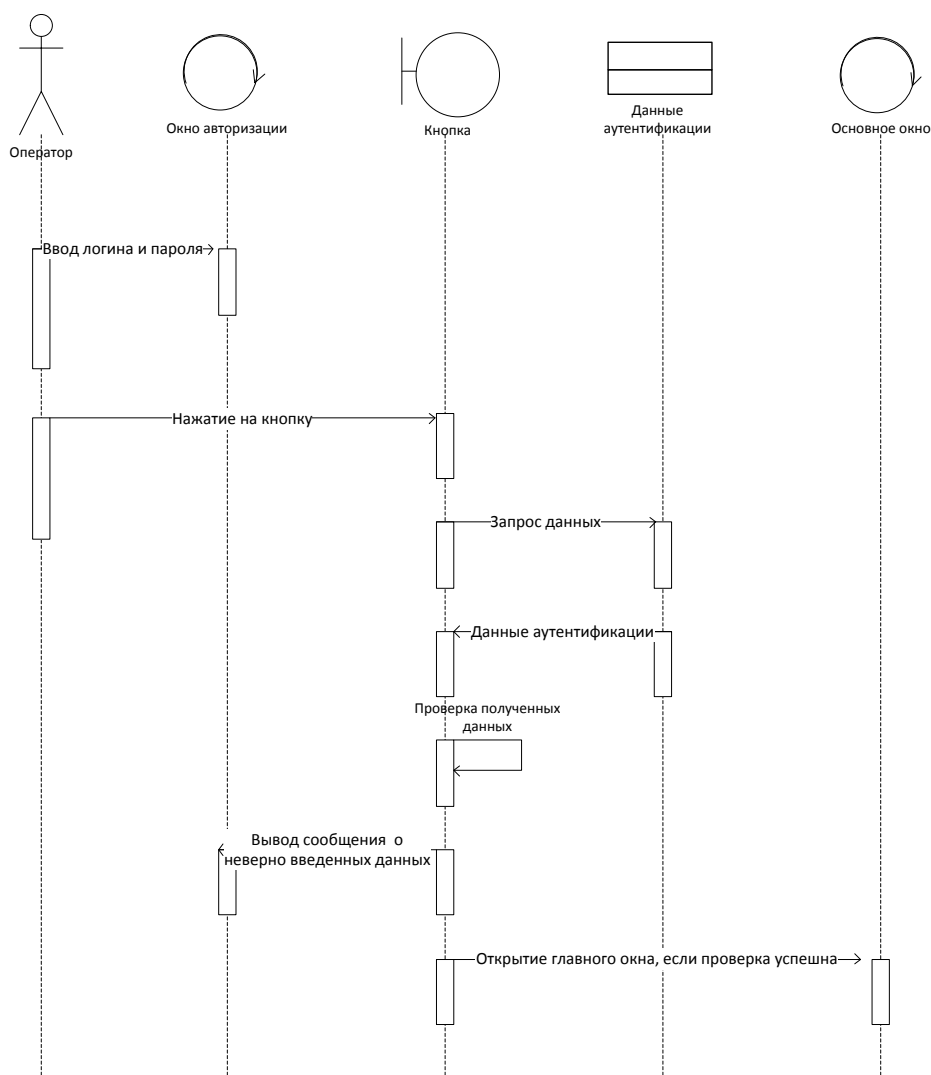 Оператор
Окно авторизации
Кнопка
Данные
аутентификации
Основное окно
Ввод логина и пароля
Нажатие на кнопку
Запрос данных
Данные аутентификации
Проверка полученных
данных
Вывод сообщения о
неверно введенных данных
Открытие главного окна, если проверка успешна